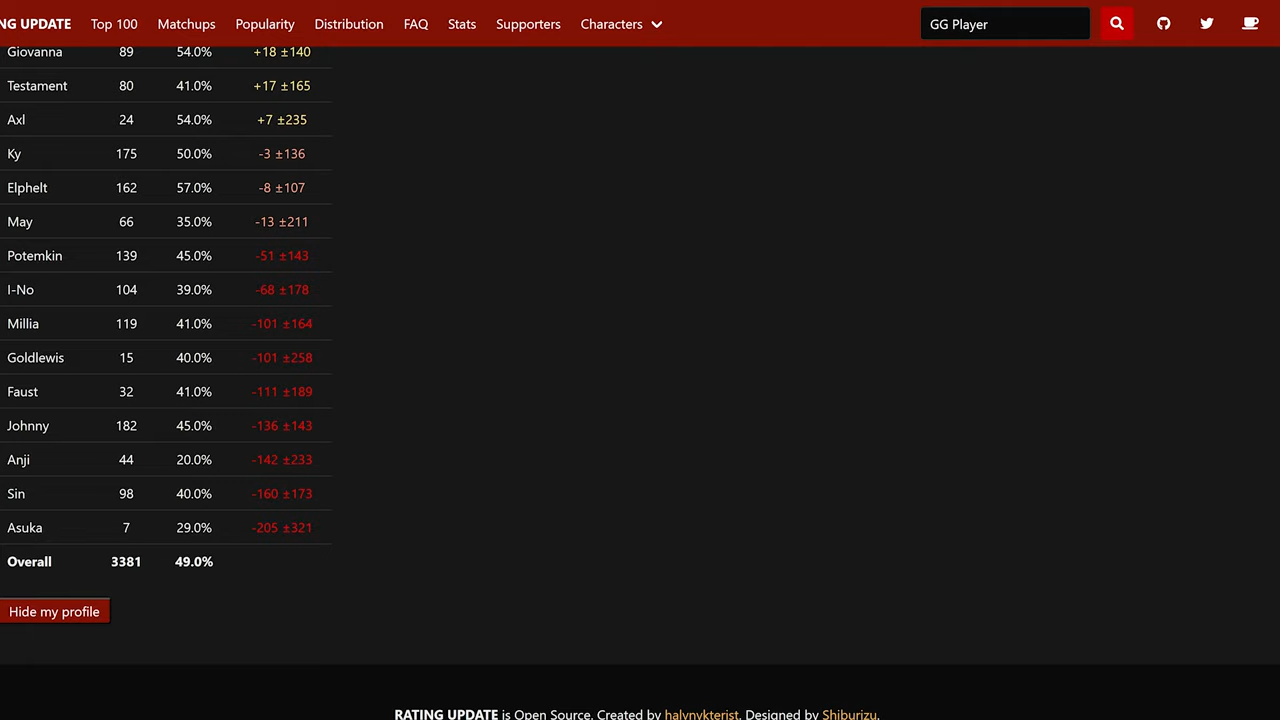 NG UPDATE Top 100 Matchups Popularity Distribution FAQ Stats Supporters Characters GG Player
Giovanna 89 54.0% +18 ±140
Testament 80 41.0% +17 ±165
Axl 24 54.0% +7 ±235
Ky 175 50.0% -3 ±136
Elphelt 162 57.0% -8 ±107
May 66 35.0% -13 ±211
Potemkin 139 45.0% -51 ±143
I-No 104 39.0% -68 ±178
Millia 119 41.0% -101 ±164
Goldlewis 15 40.0% -101 ±258
Faust 32 41.0% -111 ±189
Johnny 182 45.0% -136 ±143
Anji 44 20.0% -142 ±233
Sin 98 40.0% -160 ±173
Asuka 7 29.0% -205 ±321
Overall 3381 49.0%
Hide my profile
RATING UPDATE is Open Source. Created by halvnykterist. Designed by Shiburizu.